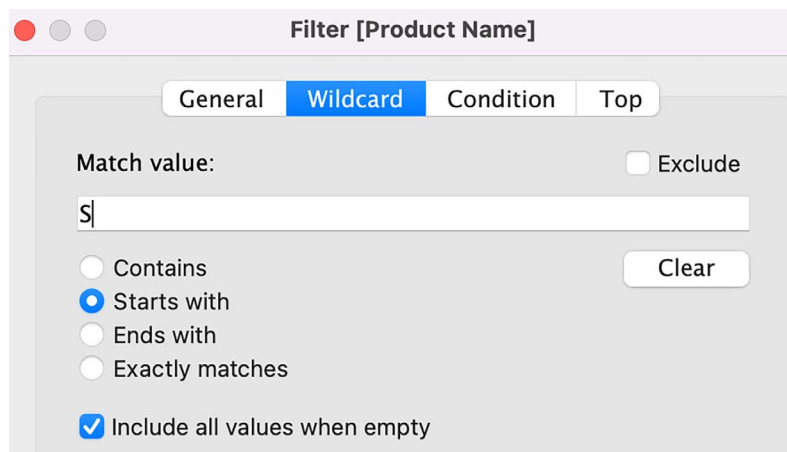 Filter [Product Name]
General Wildcard Condition Top
Match value: Exclude
S
Contains Clear
Starts with
Ends with
Exactly matches
Include all values when empty